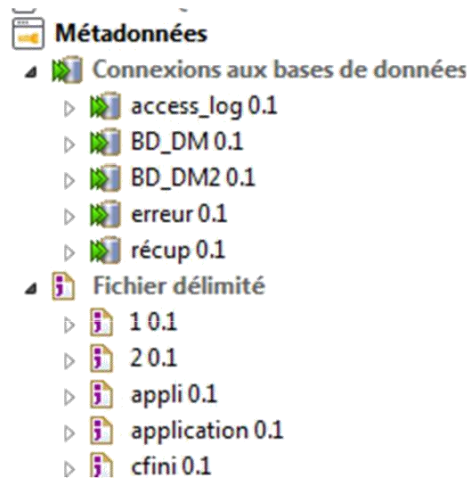 Métadonnées
Connexions aux bases de données
access_log 0.1
BD_DM 0.1
BD_DM2 0.1
erreur 0.1
récup 0.1
Fichier délimité
1 0.1
2 0.1
appli 0.1
application 0.1
cfini 0.1